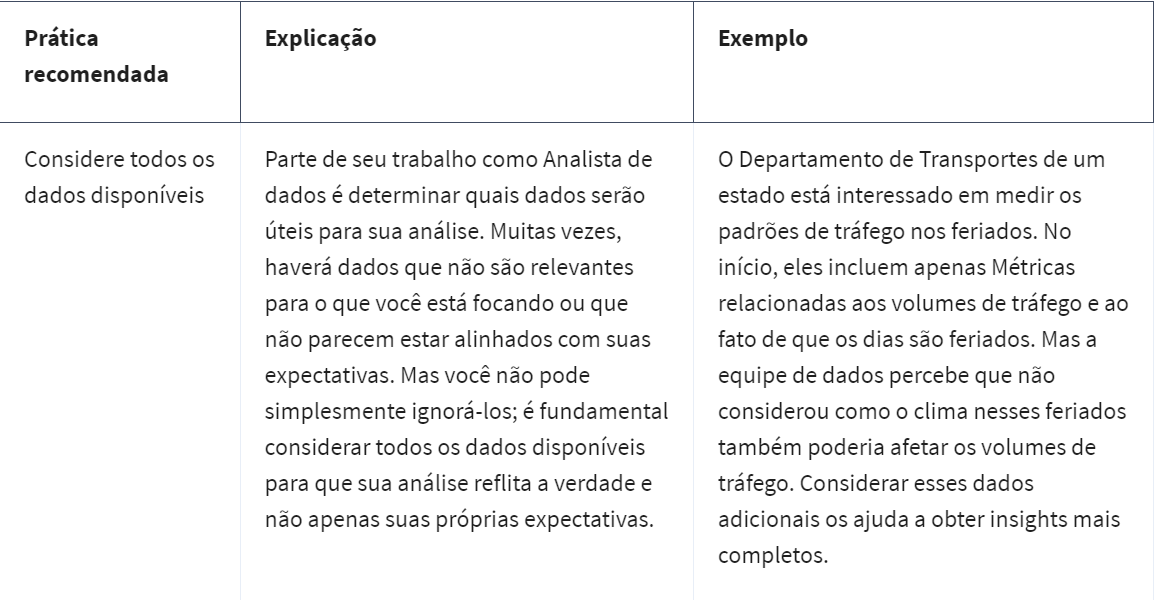 Prática
recomendada
Explicação
Exemplo
Considere todos os
dados disponíveis
Parte de seu trabalho como Analista de
dados é determinar quais dados serão
úteis para sua análise. Muitas vezes,
haverá dados que não são relevantes
para o que você está focando ou que
não parecem estar alinhados com suas
expectativas. Mas você não pode
simplesmente ignorá-los; é fundamental
considerar todos os dados disponíveis
para que sua análise reflita a verdade e
não apenas suas próprias expectativas.
O Departamento de Transportes de um
estado está interessado em medir os
padrões de tráfego nos feriados. No
início, eles incluem apenas Métricas
relacionadas aos volumes de tráfego e ao
fato de que os dias são feriados. Mas a
equipe de dados percebe que não
considerou como o clima nesses feriados
também poderia afetar os volumes de
tráfego. Considerar esses dados
adicionais os ajuda a obter insights mais
completos.